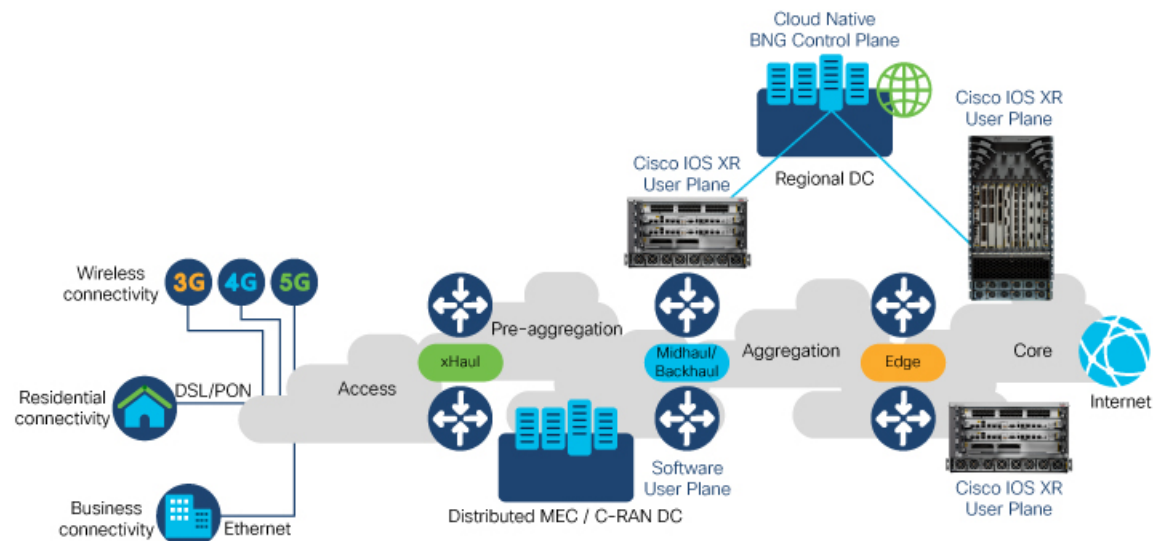 Cloud Native
BNG Control Plane
Cisco IOS XR
User Plane
Cisco IOS XR
User Plane
Regional DC
Wireless
connectivity
3G
4G
5G
Pre-aggregation
xHaul
Midhaul/
Backhaul
Aggregation
Edge
Core
Access
DSL/PON
Residential
connectivity
Internet
Software
User Plane
Cisco IOS XR
User Plane
Business
connectivity
Ethernet
Distributed MEC / C-RAN DC